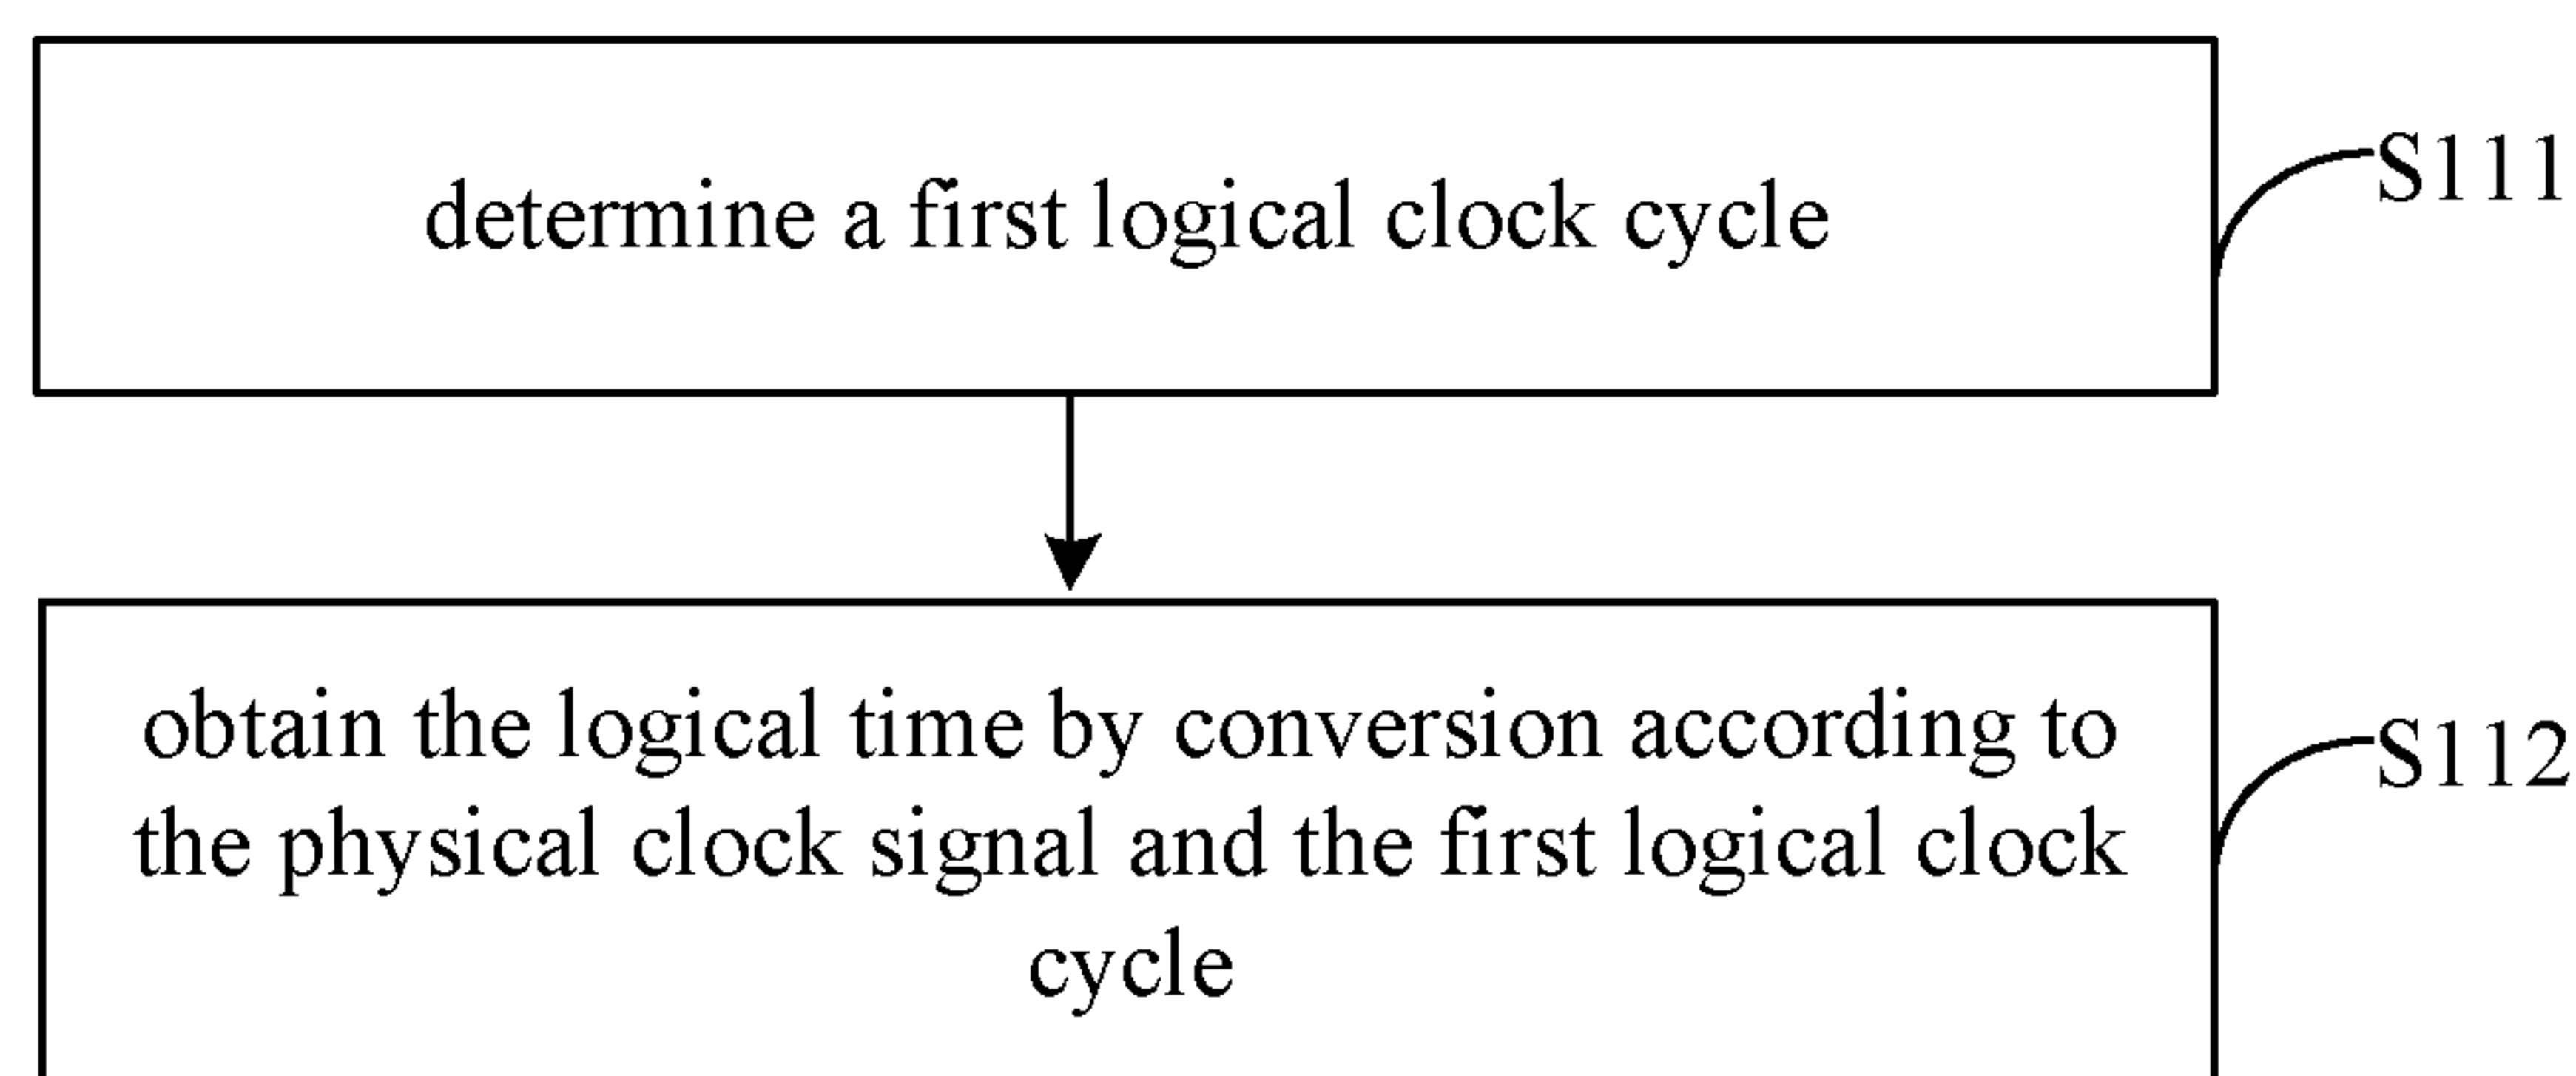 determine a first logical clock cycle
S111
obtain the logical time by conversion according to
the physical clock signal and the first logical clock
cycle
S112